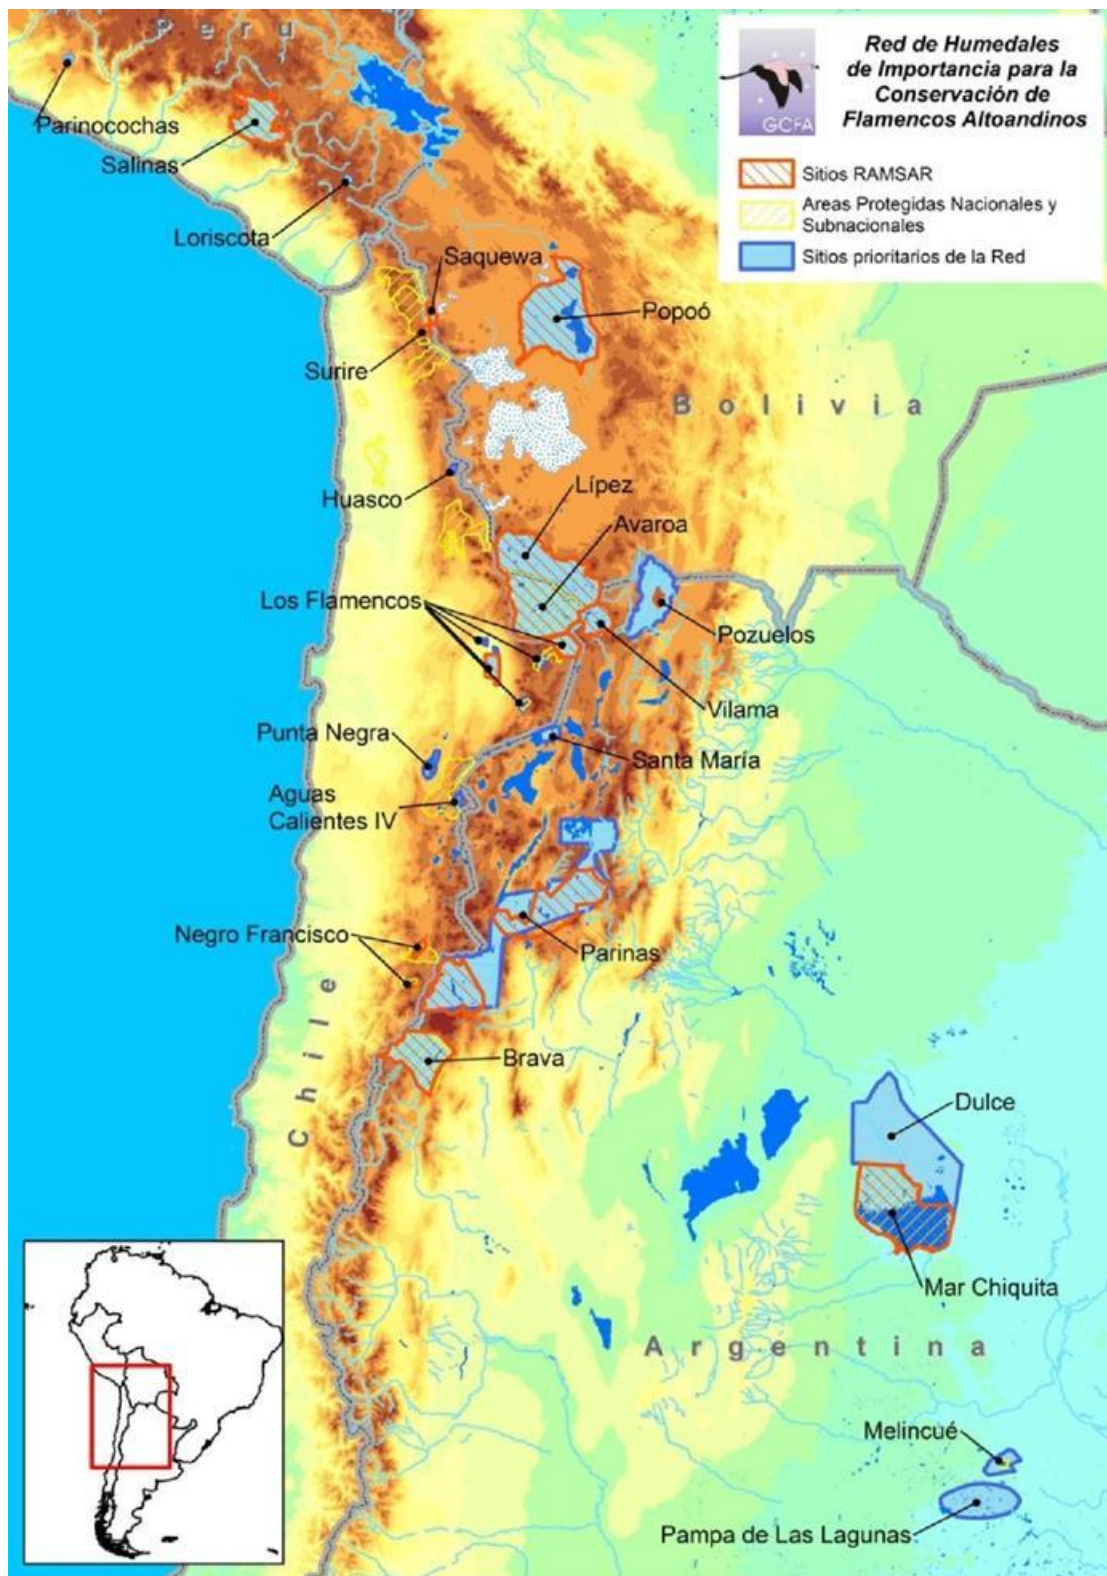 Perú
Red de Humedales
de Importancia para la
Conservación de
Flamencos Altoandinos
GCFA
Sitios RAMSAR
Areas Protegidas Nacionales y
Subnacionales
Sitios prioritarios de la Red
Parinocochas
Salinas
Loriscota
Saquewa
Popoó
Surire
Bolivia
Huasco
Lípez
Avaroa
Los Flamencos
Pozuelos
Vilama
Punta Negra
Santa María
Aguas
Calientes IV
Negro Francisco
Parinas
Chile
Brava
Dulce
Mar Chiquita
Argentina
Melincué
Pampa de Las Lagunas